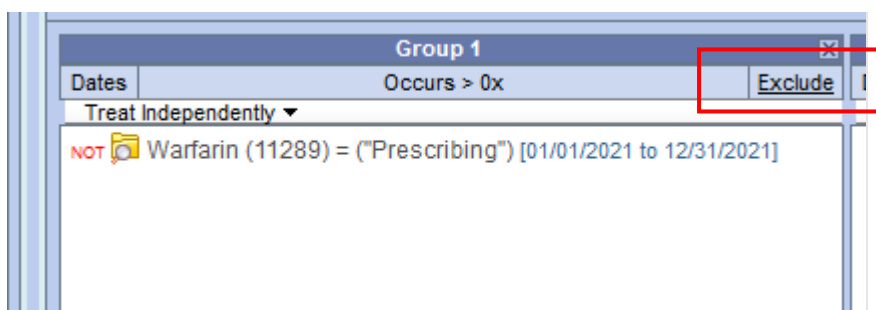 Group 1
Dates Occurs > 0x Exclude
Treat Independently
NOT Warfarin (11289) = ("Prescribing") [01/01/2021 to 12/31/2021]